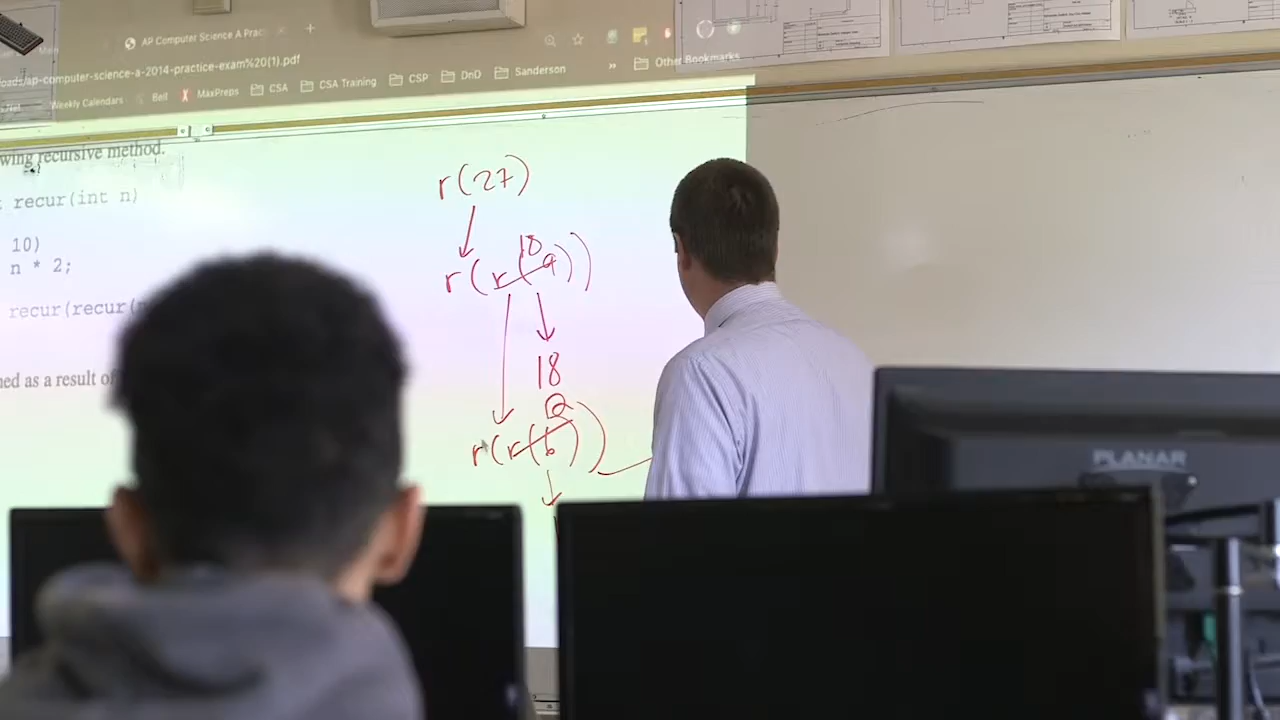 AP Computer Science A Prac
loads/ap-computer-science-a-2014-practice-exam%20(1).pdf
Weekly Calendars Bell MaxPreps CSA CSA Training CSP DnD Sanderson » Other Bookmarks
wing recursive method.
recur(int n)
10)
n * 2;
recur(recur(
ned as a result of
r(27)
18
r(r(9))
18
12
r(r(6))
PLANAR